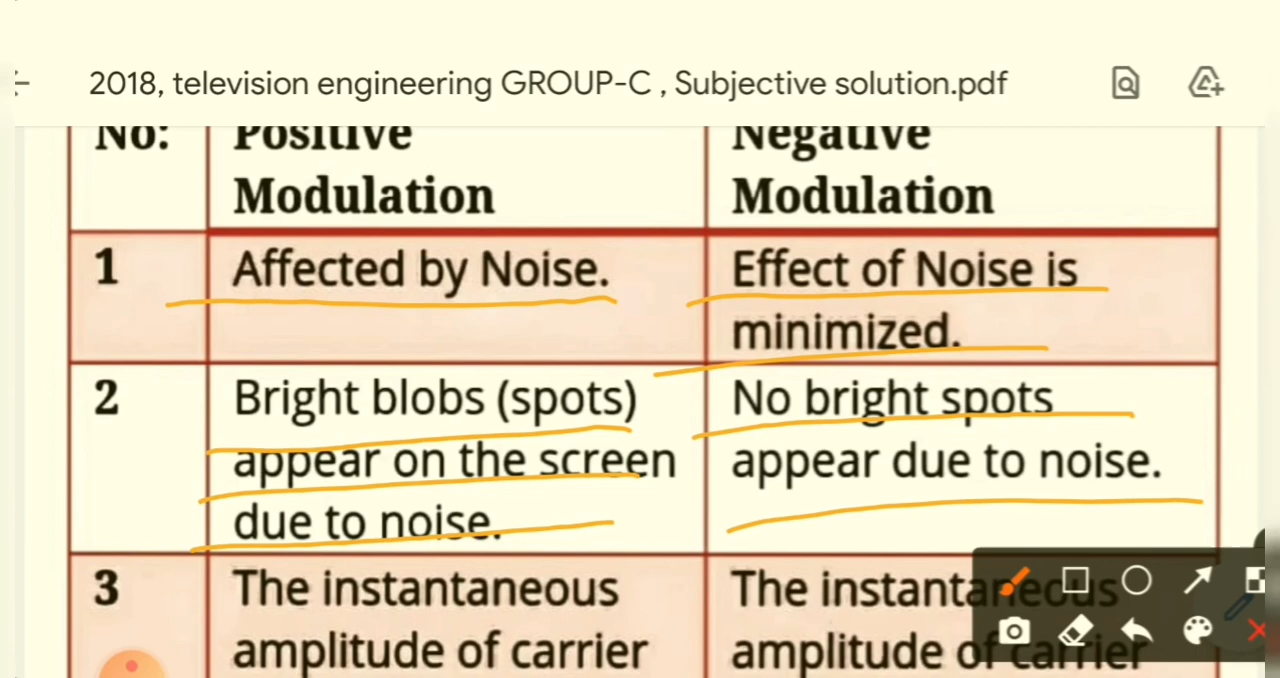 2018, television engineering GROUP-C , Subjective solution.pdf
No: Positive Negative
Modulation Modulation
1 Affected by Noise. Effect of Noise is
minimized.
2 Bright blobs (spots) No bright spots
appear on the screen appear due to noise.
due to noise.
3 The instantaneous The instantaneous
amplitude of carrier amplitude of carrier